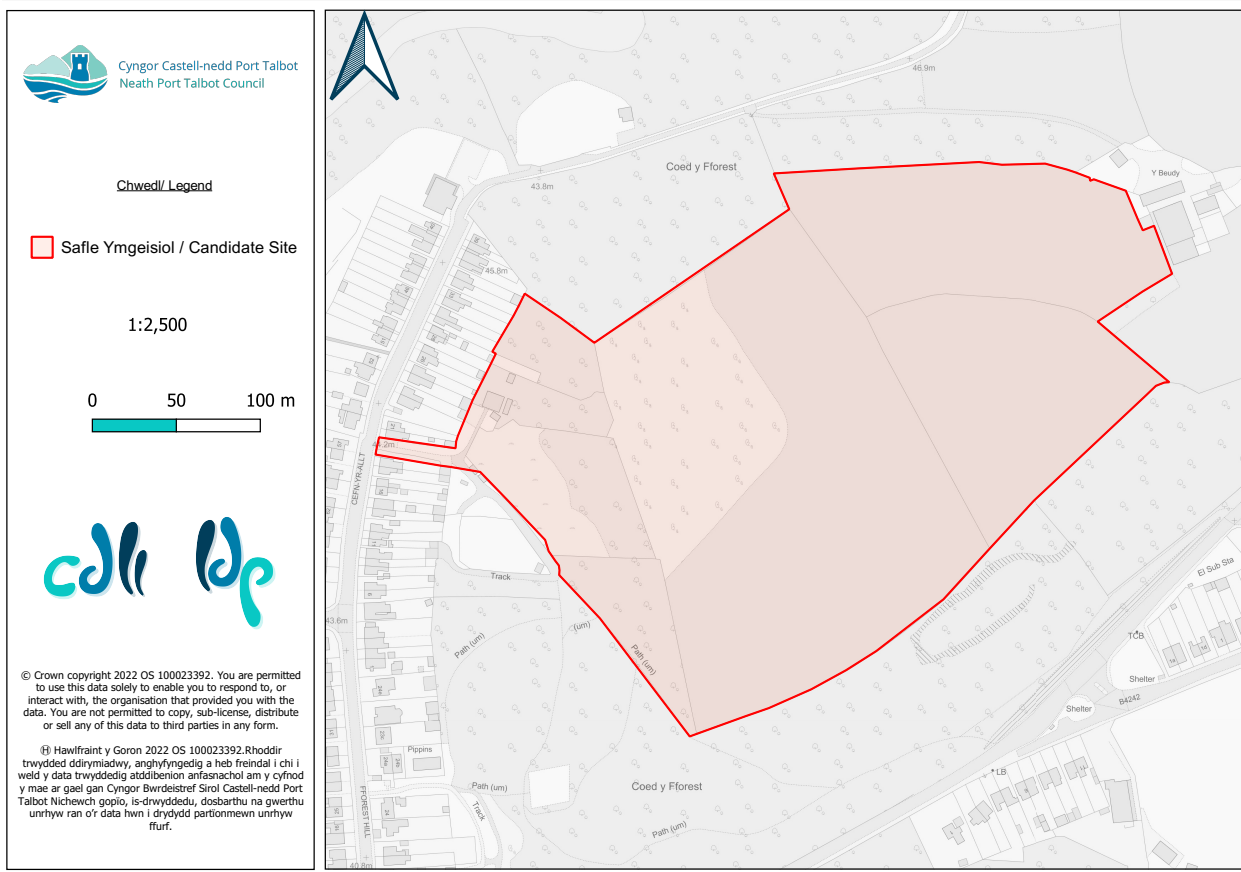 Cyngor Castell-nedd Port Talbot
Neath Port Talbot Council
Chwedl/ Legend
Safle Ymgeisiol / Candidate Site
1:2,500
0 50 100 m
cdll ldp
© Crown copyright 2022 OS 100023392. You are permitted
to use this data solely to enable you to respond to, or
interact with, the organisation that provided you with the
data. You are not permitted to copy, sub-license, distribute
or sell any of this data to third parties in any form.
Ⓗ Hawlfraint y Goron 2022 OS 100023392.Rhoddir
trwydded ddirymiadwy, anghyfyngedig a heb freindal i chi i
weld y data trwyddedig atddibenion anfasnachol am y cyfnod
y mae ar gael gan Cyngor Bwrdeistref Sirol Castell-nedd Port
Talbot Nichewch gopïo, is-drwyddedu, dosbarthu na gwerthu
unrhyw ran o'r data hwn i drydydd partionmewn unrhyw
ffurf.
46.9m
Coed y Fforest
Y Beudy
43.8m
45.8m
CEFN-YR-ALLT
Track
43.6m
Path (um)
(um)
Path (um)
El Sub Sta
TCB
Shelter
B4242
Shelter
Pippins
LB
Path (um)
Coed y Fforest
FFOREST HILL
Track
Path (um)
40.8m